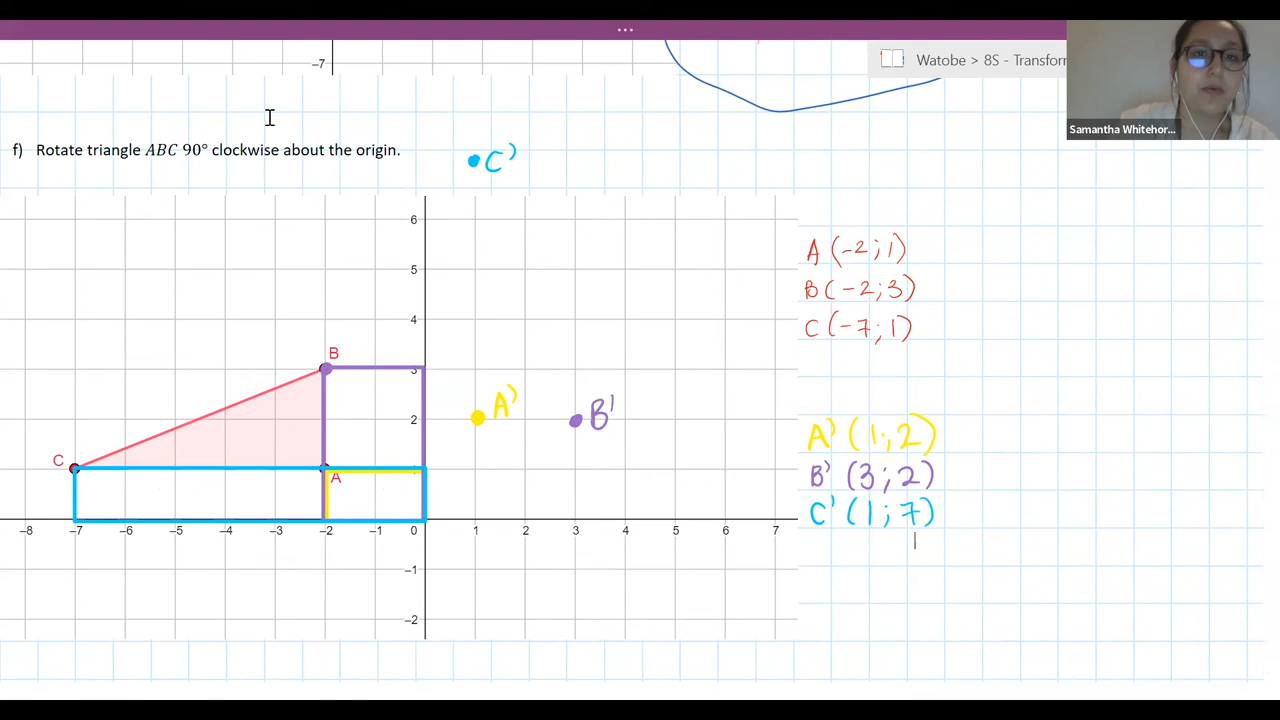 −7
Watobe > 8S - Transform
Samantha Whitehor...
f) Rotate triangle ABC 90° clockwise about the origin.
C'
6
5
4
3
2
B
A'
B'
C
A
−8 −7 −6 −5 −4 −3 −2 −1 0 1 2 3 4 5 6 7
−1
−2
A (-2;1)
B (-2;3)
C (-7;1)
A' (1;2)
B' (3;2)
C' (1;7)